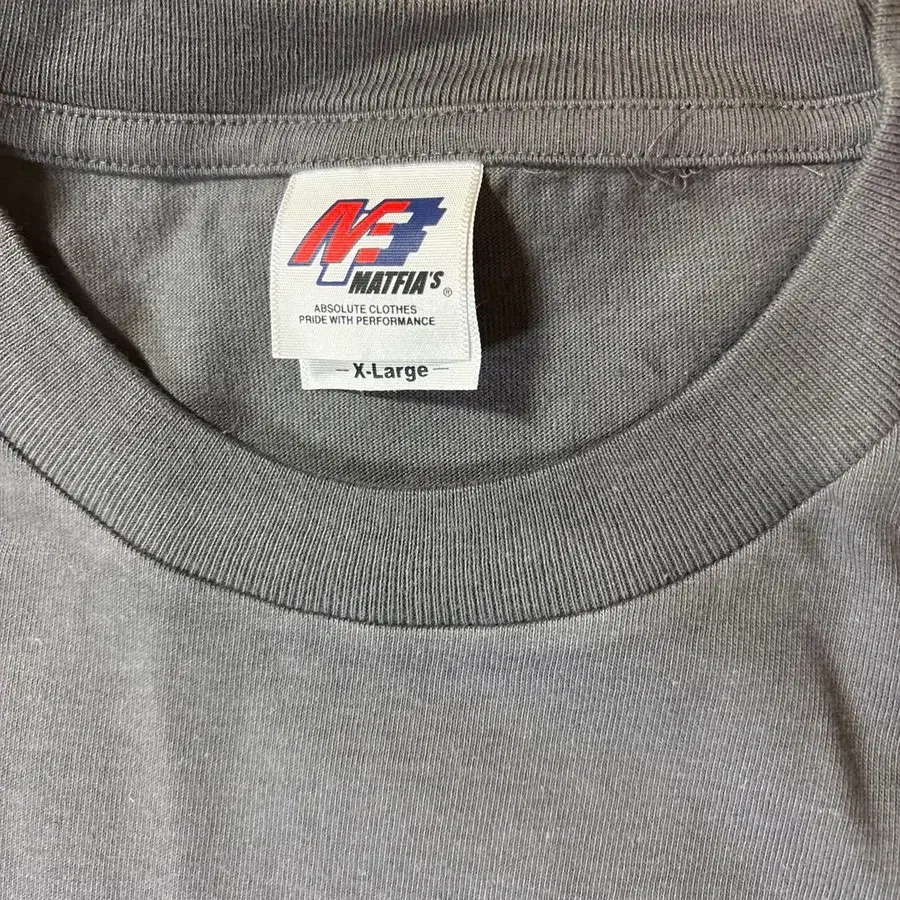 MF
MATFIA'S®
ABSOLUTE CLOTHES
PRIDE WITH PERFORMANCE
X-Large